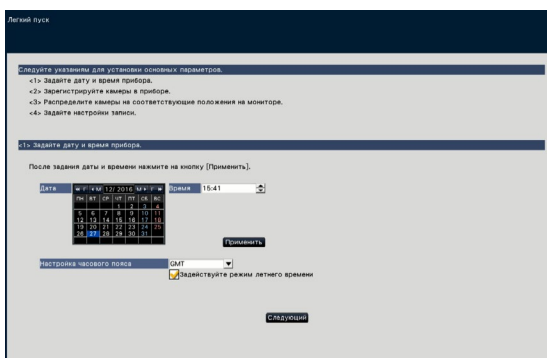 Легкий пуск
Следуйте указаниям для установки основных параметров.
<1> Задайте дату и время прибора.
<2> Зарегистрируйте камеры в приборе.
<3> Распределите камеры на соответствующие положения на мониторе.
<4> Задайте настройки записи.
<1> Задайте дату и время прибора.
После задания даты и времени нажмите на кнопку [Применить].
Дата 12/ 2016 Время 15:41
ПН ВТ СР ЧТ ПТ СБ ВС
1 2 3 4
5 6 7 8 9 10 11
12 13 14 15 16 17 18
19 20 21 22 23 24 25
26 27 28 29 30 31
Применить
Настройка часового пояса GMT
Задействуйте режим летнего времени
Следующий